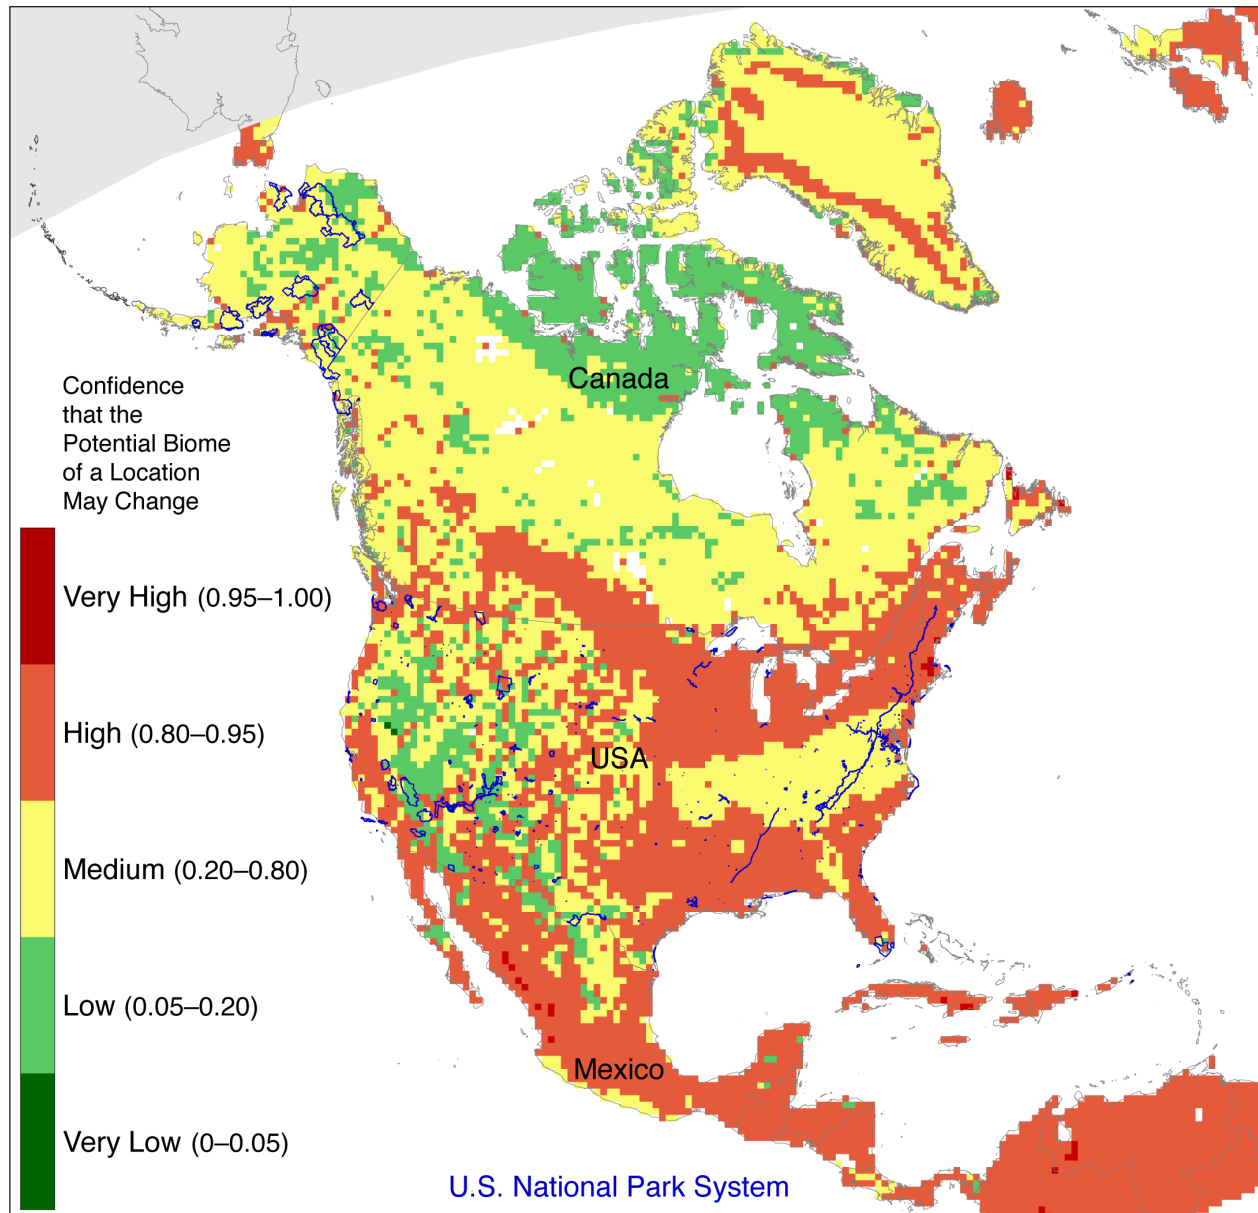 Canada
Confidence
that the
Potential Biome
of a Location
May Change
Very High (0.95–1.00)
High (0.80–0.95)
USA
Medium (0.20–0.80)
Low (0.05–0.20)
Mexico
Very Low (0–0.05)
U.S. National Park System